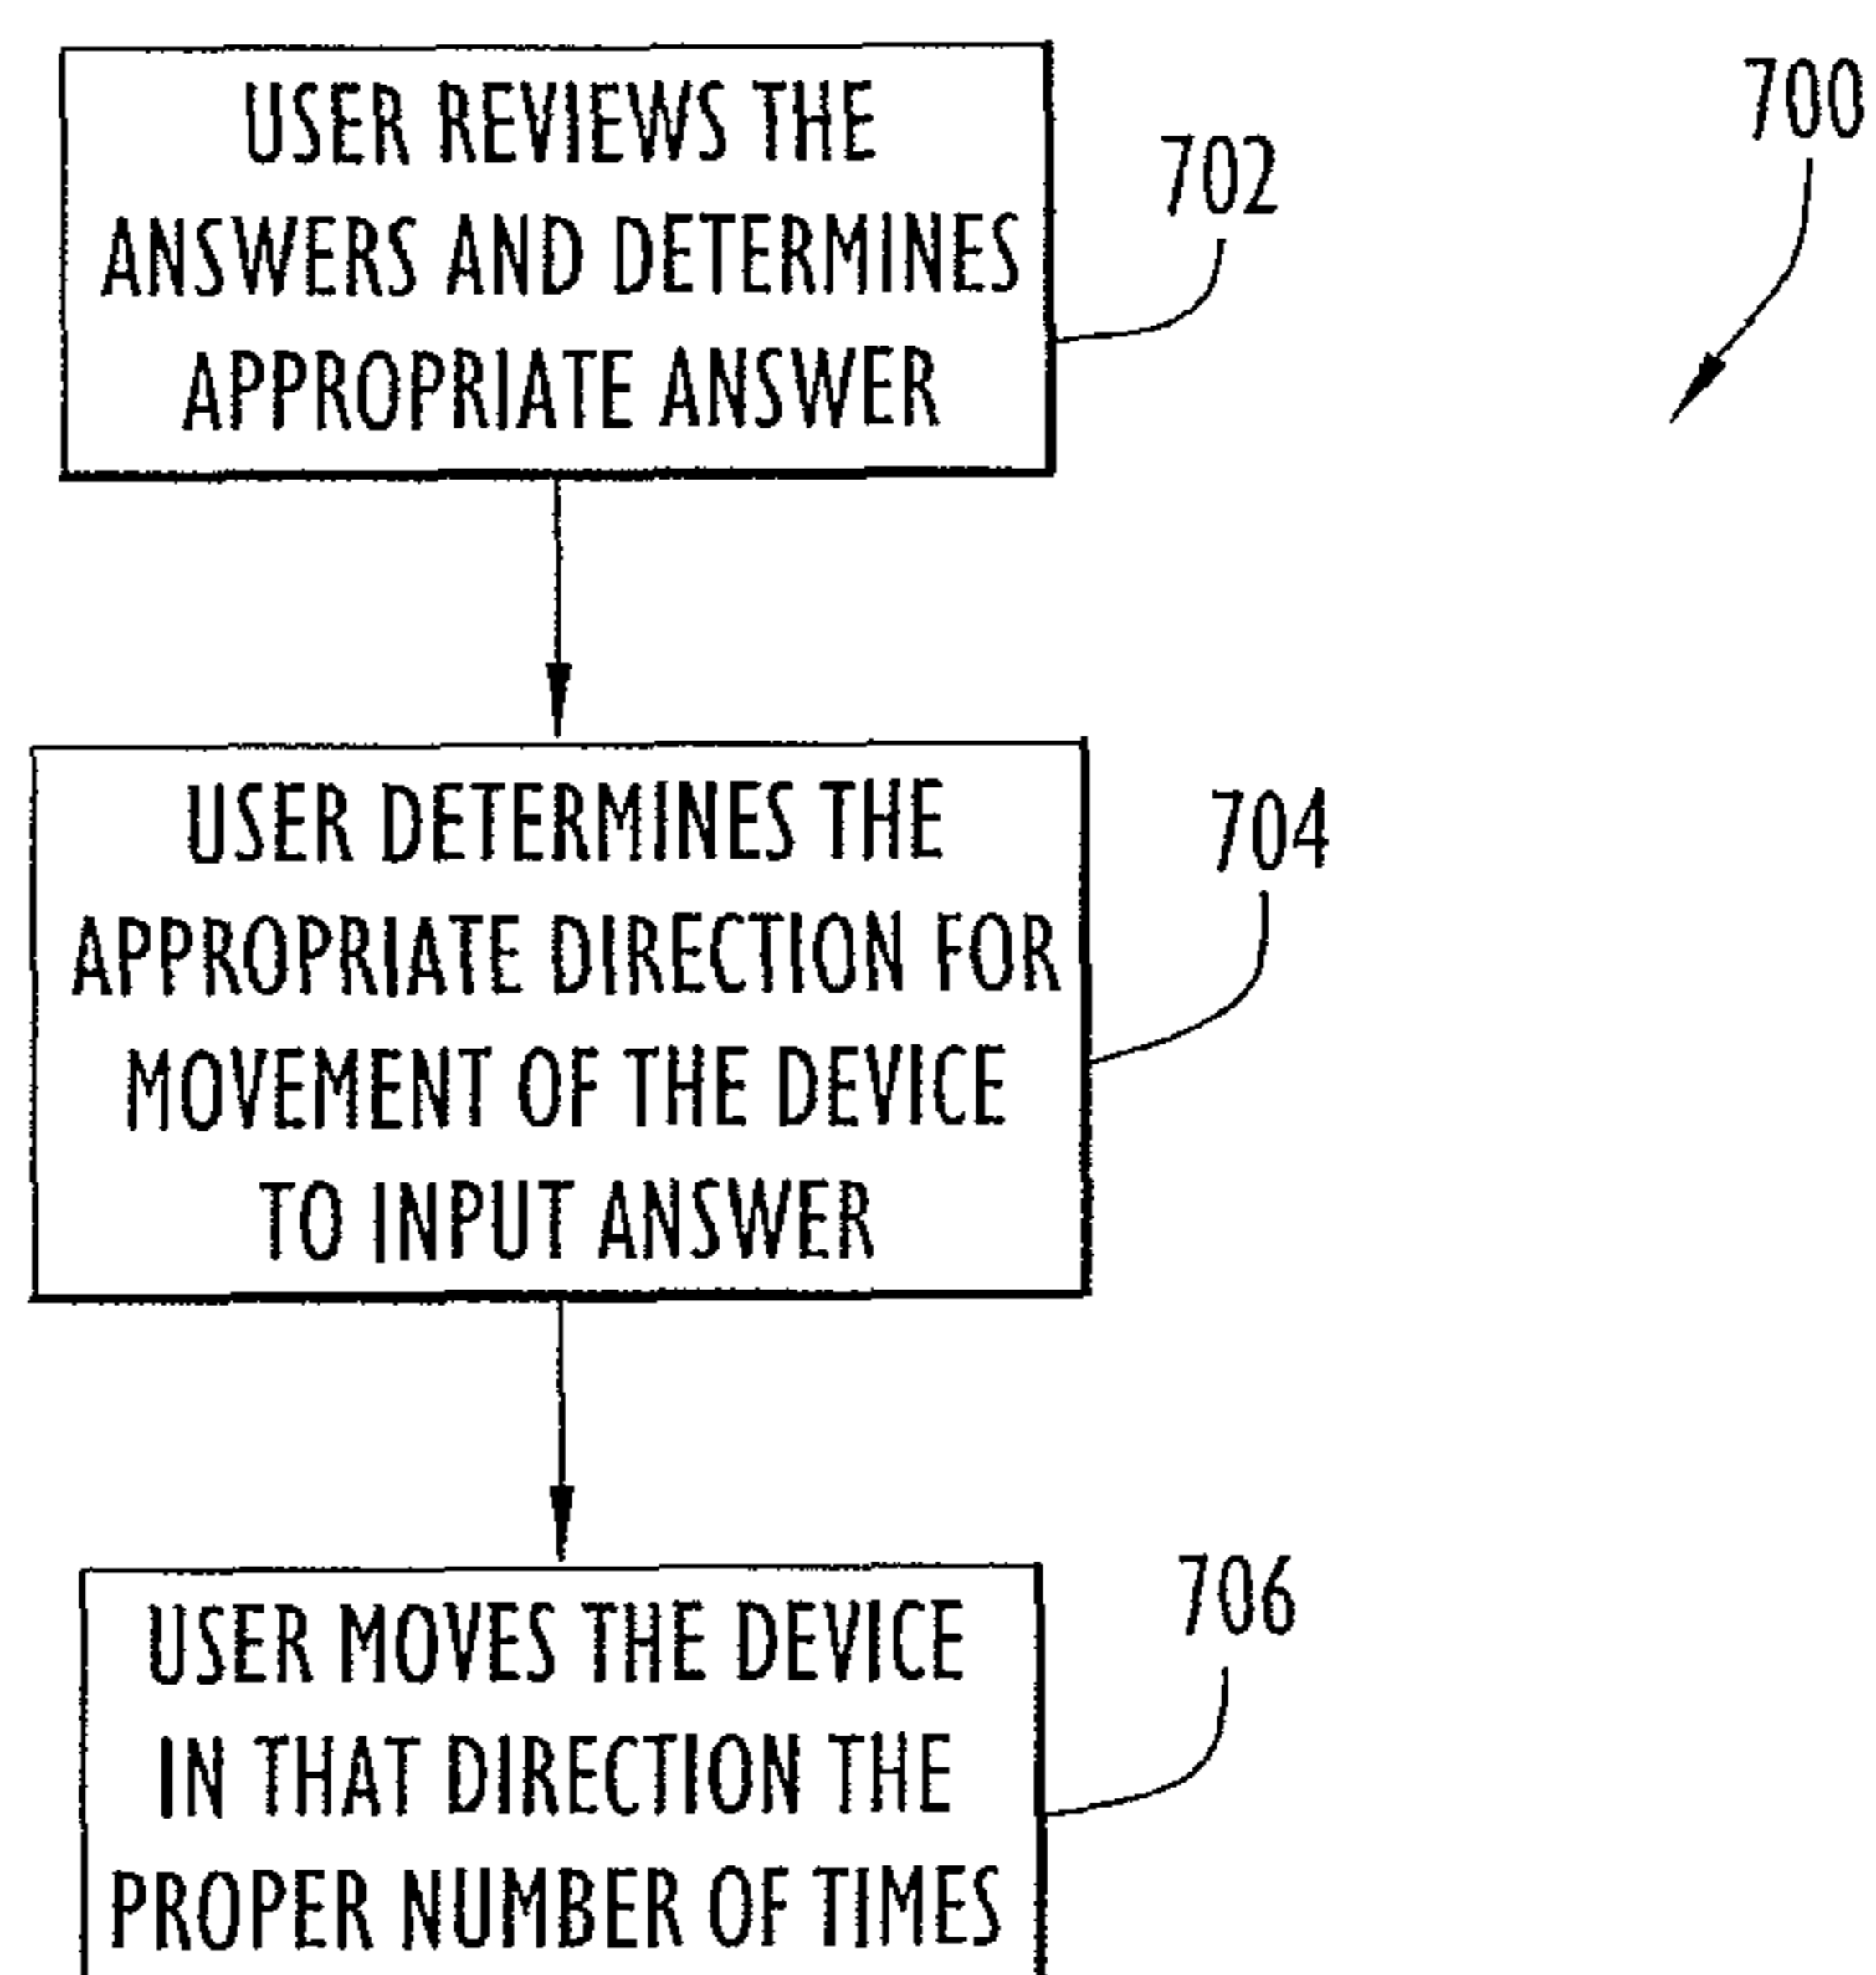 USER REVIEWS THE
ANSWERS AND DETERMINES
APPROPRIATE ANSWER
702
700
USER DETERMINES THE
APPROPRIATE DIRECTION FOR
MOVEMENT OF THE DEVICE
TO INPUT ANSWER
704
USER MOVES THE DEVICE
IN THAT DIRECTION THE
PROPER NUMBER OF TIMES
706